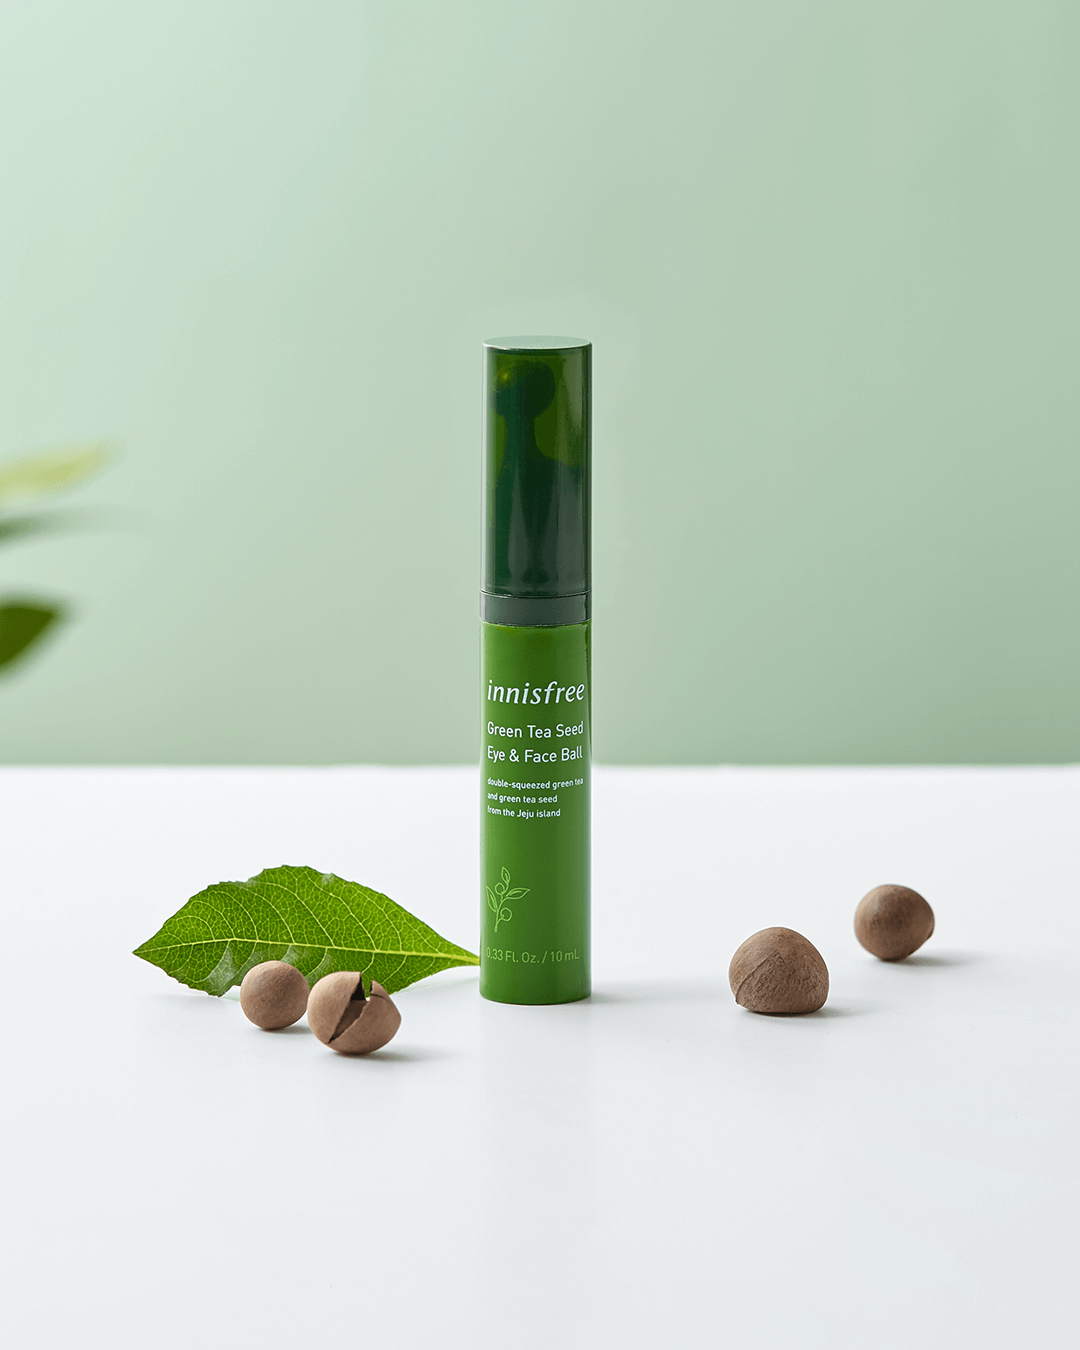 innisfree
Green Tea Seed
Eye & Face Ball
double-squeezed green tea
and green tea seed
from the Jeju island
0.33 Fl. Oz. / 10 mL